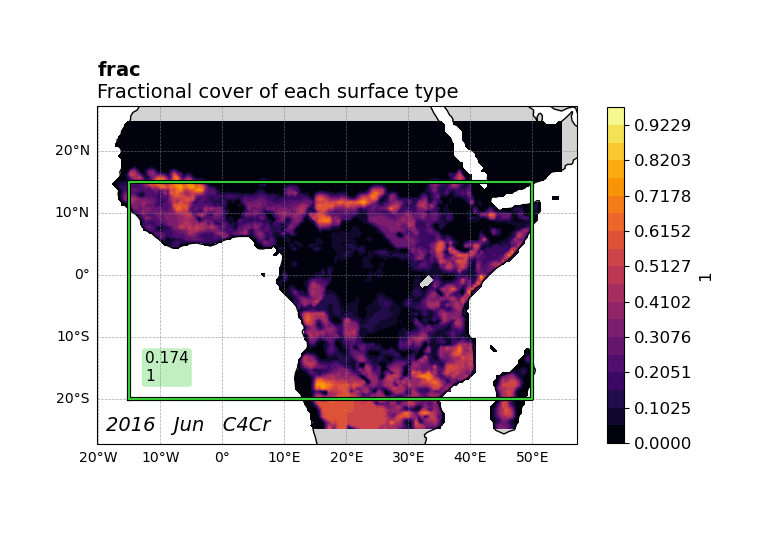 frac
Fractional cover of each surface type
20°N
10°N
0°
10°S
20°S
20°W 10°W 0° 10°E 20°E 30°E 40°E 50°E
0.174
1
2016 Jun C4Cr
0.9229
0.8203
0.7178
0.6152
0.5127
0.4102
0.3076
0.2051
0.1025
0.0000
1